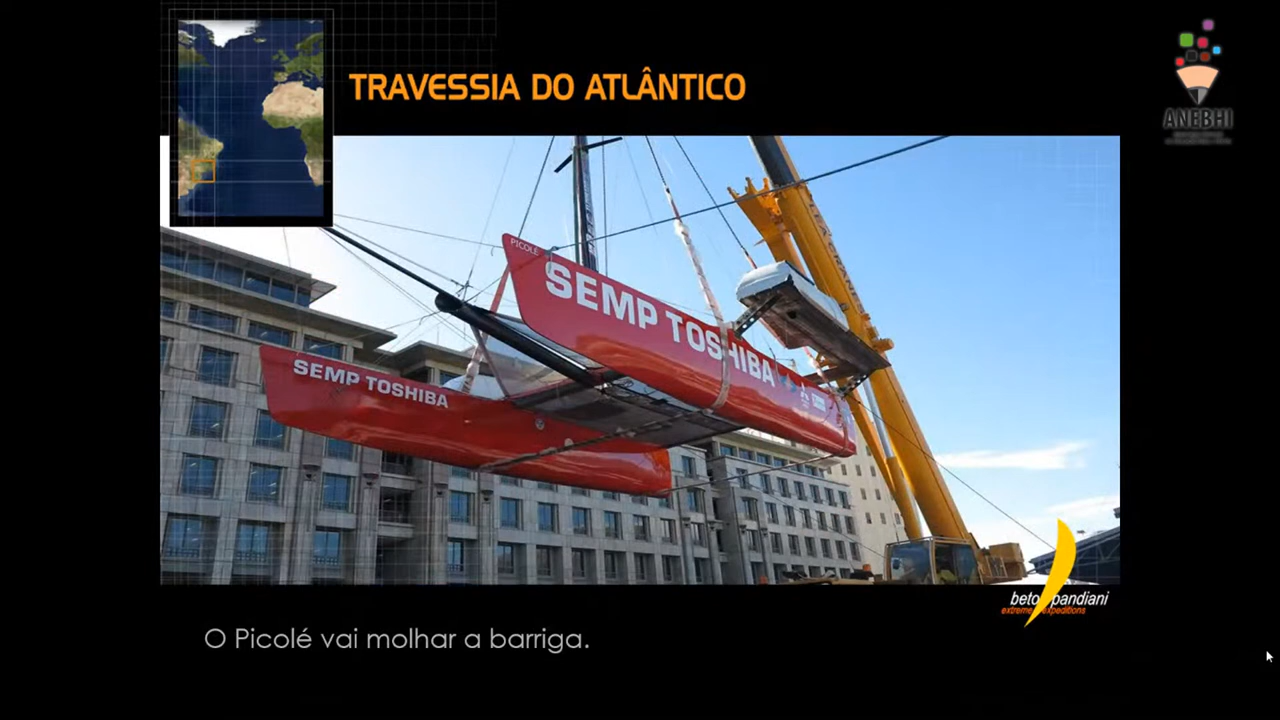 TRAVESSIA DO ATLÂNTICO
ANEBHI
PICOLÉ
SEMP TOSHIBA
SEMP TOSHIBA
beto pandiani
extreme expeditions
O Picolé vai molhar a barriga.